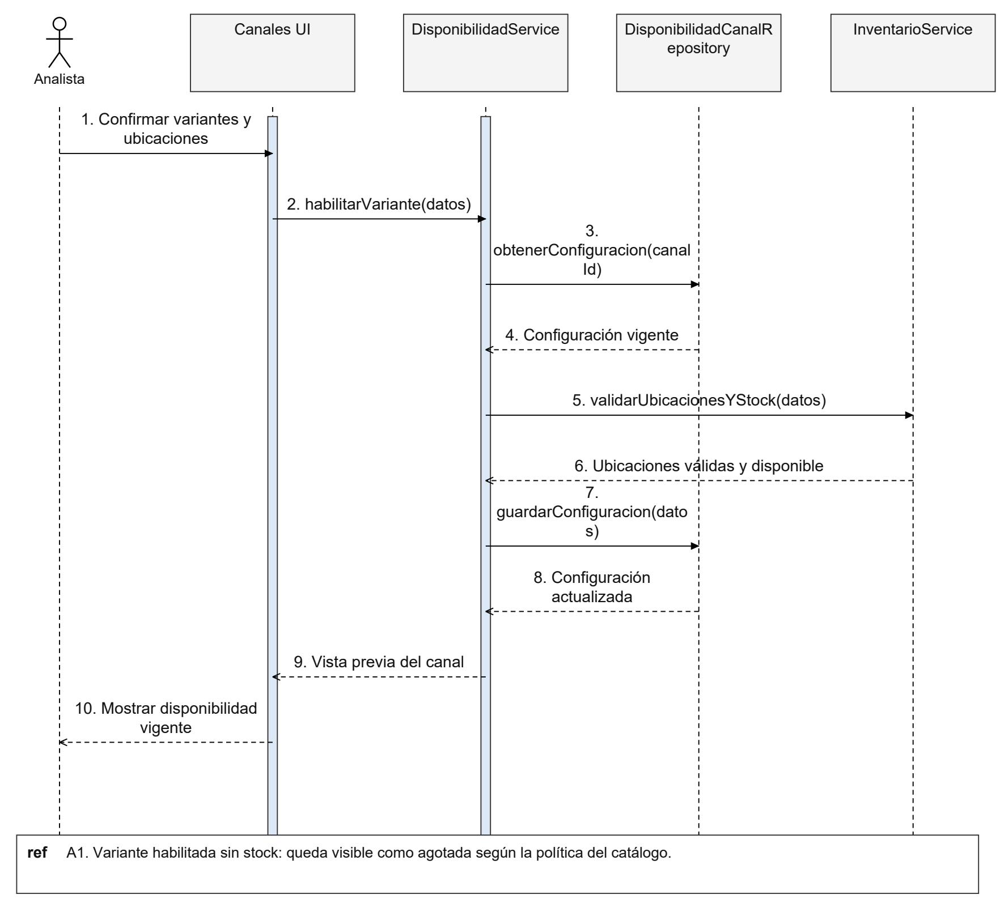 Analista
Canales UI
DisponibilidadService
DisponibilidadCanalR
epository
InventarioService
1. Confirmar variantes y
ubicaciones
2. habilitarVariante(datos)
3.
obtenerConfiguracion(canal
Id)
4. Configuración vigente
5. validarUbicacionesYStock(datos)
6. Ubicaciones válidas y disponible
7.
guardarConfiguracion(dato
s)
8. Configuración
actualizada
9. Vista previa del canal
10. Mostrar disponibilidad
vigente
ref A1. Variante habilitada sin stock: queda visible como agotada según la política del catálogo.